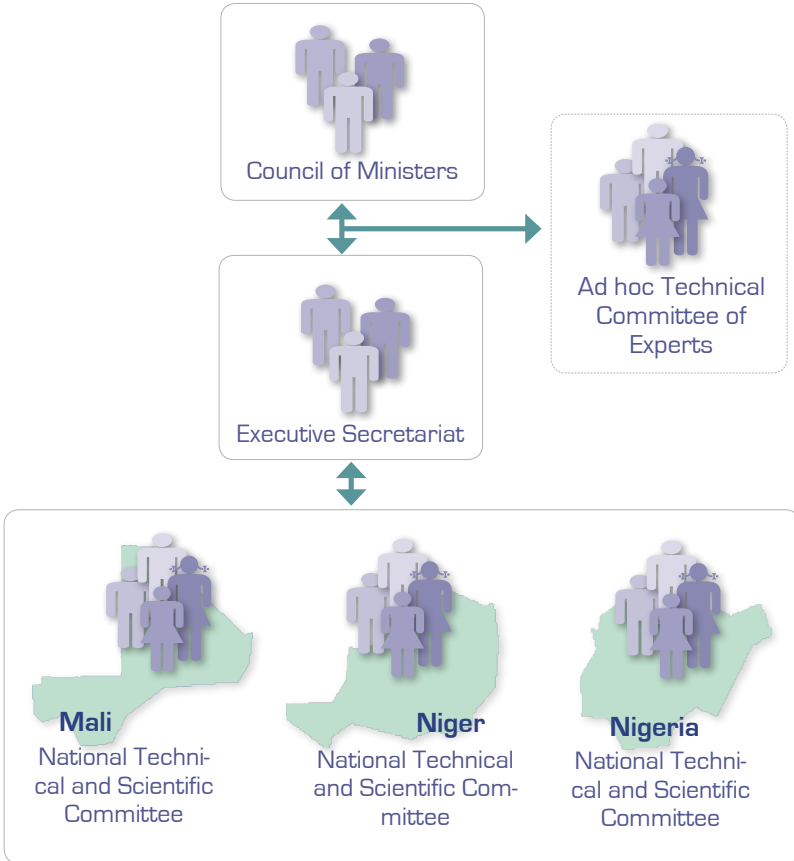 Council of Ministers
Ad hoc Technical
Committee of
Experts
Executive Secretariat
Mali
National Techni-
cal and Scientific
Committee
Niger
National Technical
and Scientific Com-
mittee
Nigeria
National Techni-
cal and Scientific
Committee